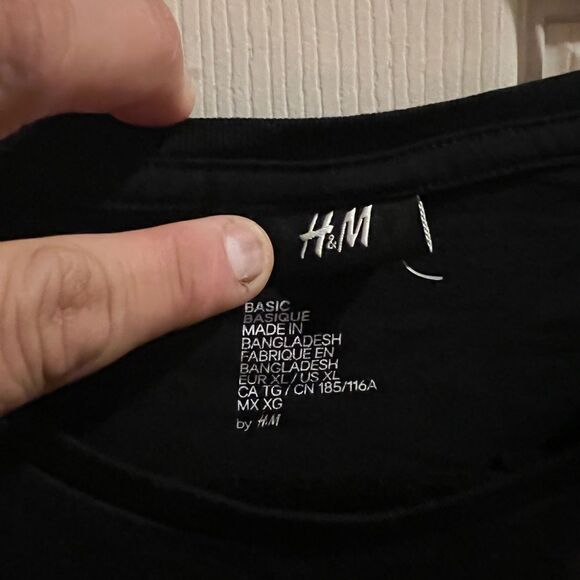 H&M
BASIC
BASIQUE
MADE IN
BANGLADESH
FABRIQUE EN
BANGLADESH
EUR XL / US XL
CA TG / CN 185/116A
MX XG
by H&M